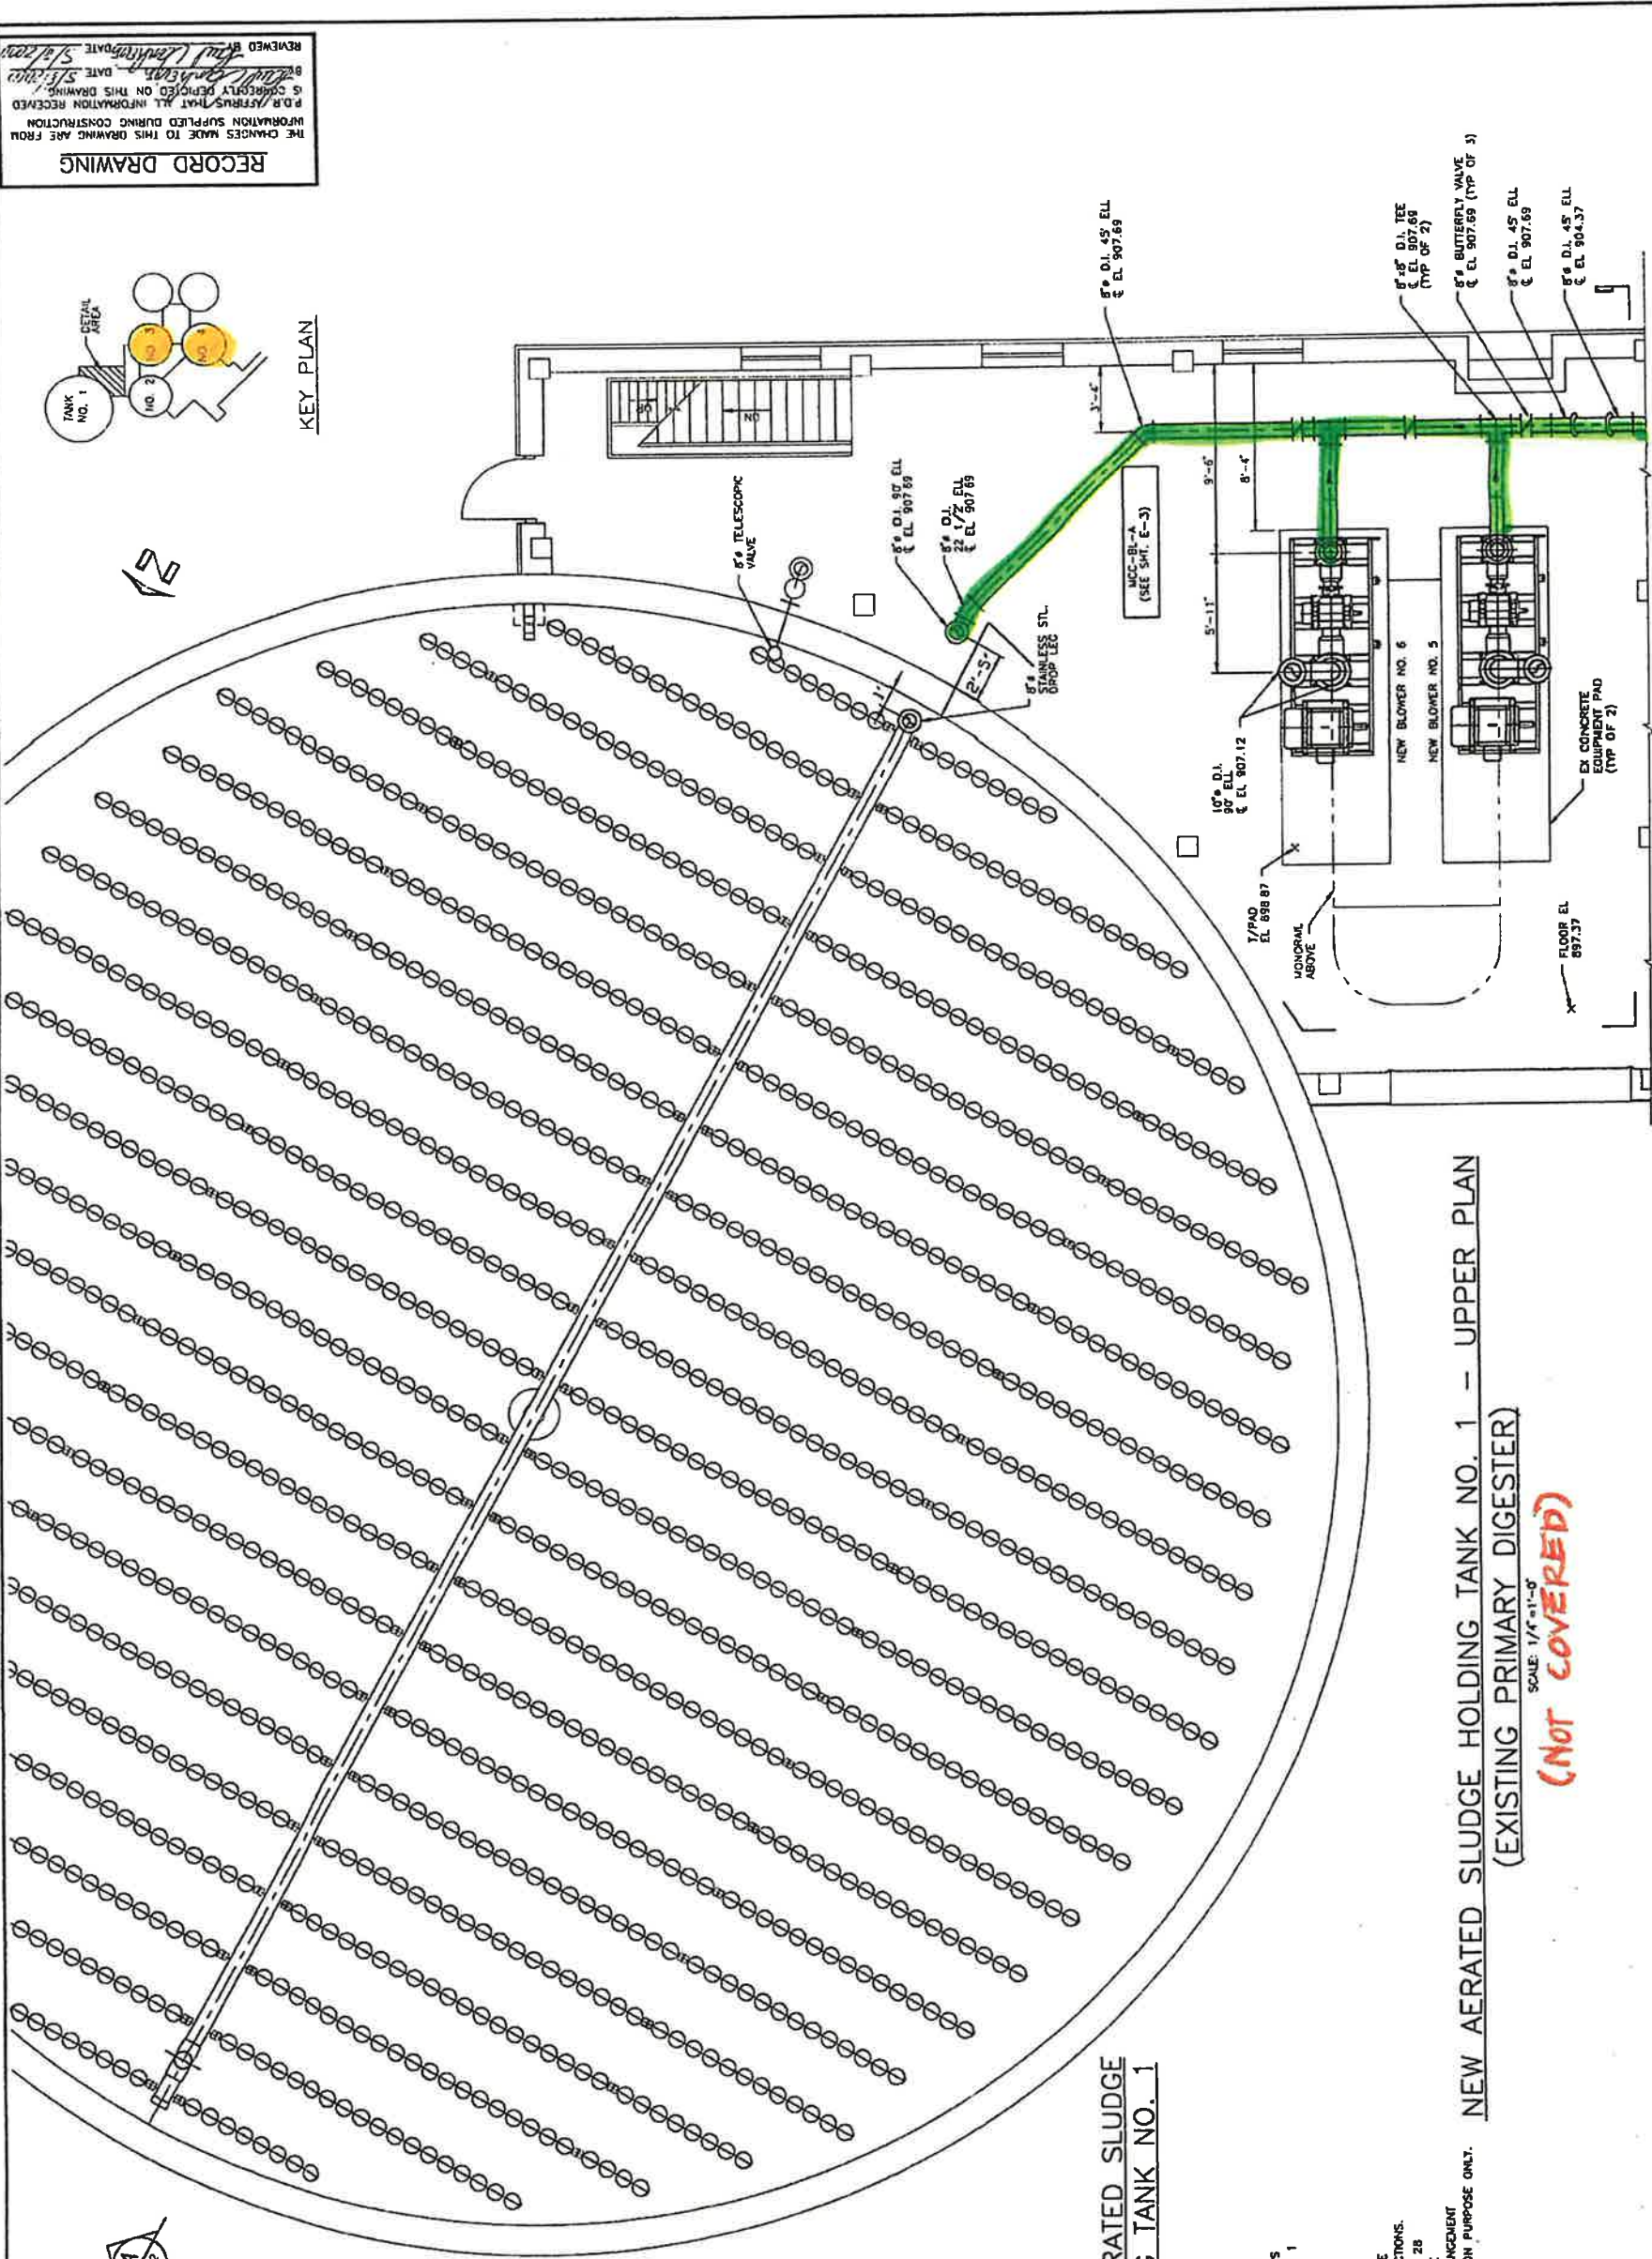 RECORD DRAWING
THE CHANGES MADE TO THIS DRAWING ARE FROM
INFORMATION SUPPLIED DURING CONSTRUCTION
P.D.R. AFFIRMS THAT ALL INFORMATION RECEIVED
IS CORRECTLY DEPICTED ON THIS DRAWING.
BY DATE
REVIEWED BY DATE
TANK
NO. 1
DETAIL
AREA
NO. 2
NO 3
NO 4
KEY PLAN
N
UP
DN
8"ø TELESCOPIC
VALVE
8"ø D.I. 90° ELL
℄ EL 907.69
8"ø D.I.
22 1/2 ELL
℄ EL 907.69
8"ø D.I. 45° ELL
℄ EL 907.69
3'-4"
MCC-BL-A
(SEE SHT. E-3)
9'-6"
8'-4"
5'-11"
1'
2'-5"
8"ø
STAINLESS STL.
DROP LEG
8"x8" D.I. TEE
℄ EL 907.69
(TYP OF 2)
8"ø BUTTERFLY VALVE
℄ EL 907.69 (TYP OF 3)
8"ø D.I. 45° ELL
℄ EL 907.69
8"ø D.I. 45° ELL
℄ EL 904.37
10"ø D.I.
90° ELL
℄ EL 907.12
NEW BLOWER NO. 6
NEW BLOWER NO. 5
EX CONCRETE
EQUIPMENT PAD
(TYP OF 2)
T/PAD
EL 898 87
MONORAIL
ABOVE
FLOOR EL
897.37
NEW AERATED SLUDGE HOLDING TANK NO. 1 - UPPER PLAN
(EXISTING PRIMARY DIGESTER)
SCALE: 1/4"=1'-0"
(NOT COVERED)
RATED SLUDGE
TANK NO. 1
S
1
E
CTIONS.
28
NGEMENT
ON PURPOSE ONLY.
A